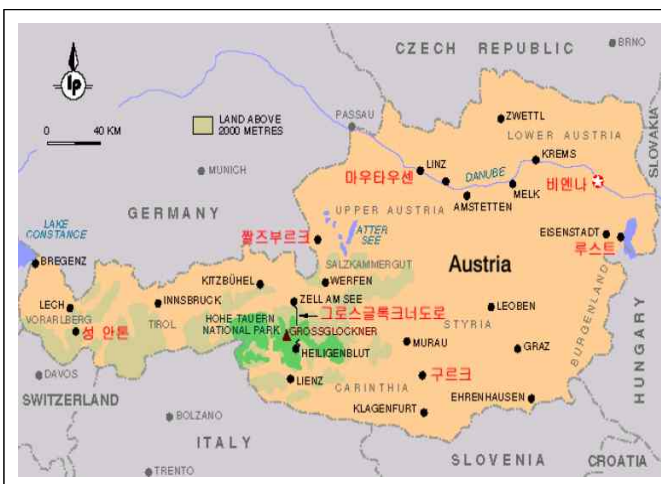 CZECH REPUBLIC
BRNO
lp
LAND ABOVE
2000 METRES
0 40 KM
PASSAU
ZWETTL
LOWER AUSTRIA
SLOVAKIA
MUNICH
마우타우센
LINZ
KREMS
DANUBE
비엔나
MELK
AMSTETTEN
GERMANY
UPPER AUSTRIA
LAKE
CONSTANCE
짤즈부르크
ATTER
SEE
EISENSTADT
루스트
BREGENZ
SALZKAMMERGUT
Austria
KITZBÜHEL
WERFEN
LECH
INNSBRUCK
ZELL AM SEE
그로스글록크너도로
LEOBEN
VORARLBERG
성 안톤
TIROL
HOHE TAUERN
NATIONAL PARK
GROSSGLOCKNER
STYRIA
BURGENLAND
HEILIGENBLUT
MURAU
GRAZ
HUNGARY
DAVOS
LIENZ
구르크
CARINTHIA
SWITZERLAND
BOLZANO
KLAGENFURT
EHRENHAUSEN
ITALY
SLOVENIA
CROATIA
TRENTO